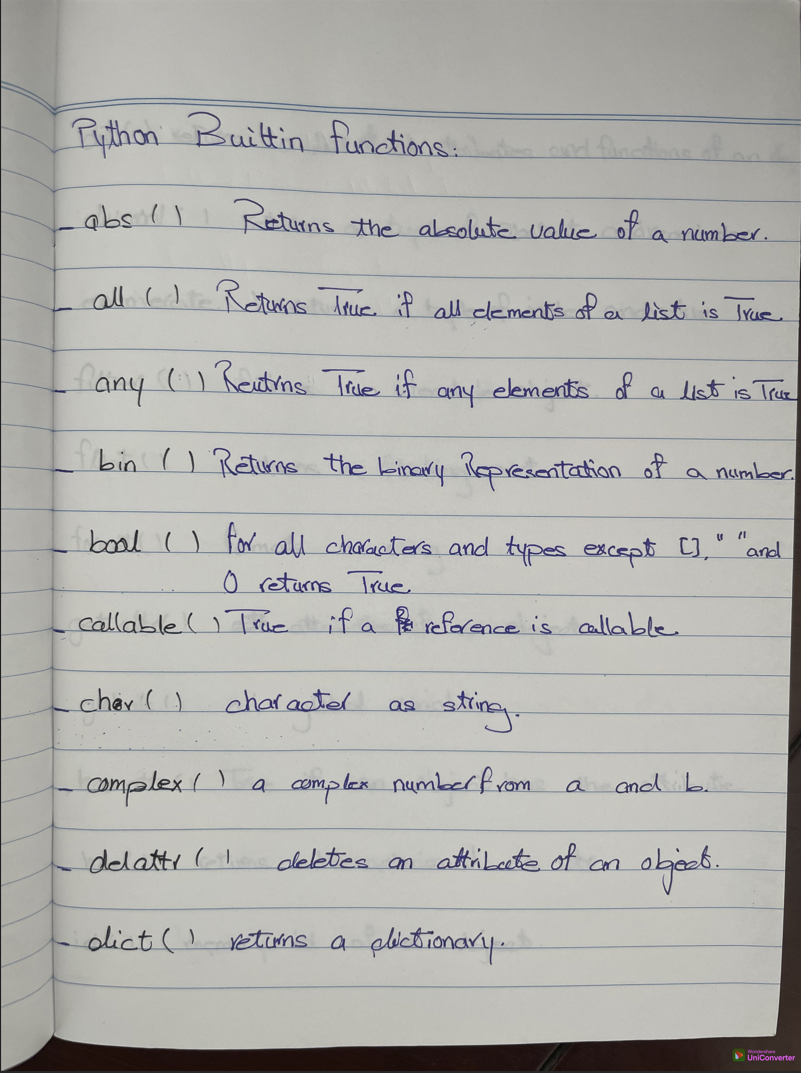 Python Builtin functions:
- abs ( ) Returns the absolute value of a number.
- all ( ) Returns True if all elements of a list is True
- any ( ) Reutrns True if any elements of a list is True
- bin ( ) Returns the binary Representation of a number.
- bool ( ) for all characters and types except [], " " and
0 returns True
- callable ( ) True if a reference is callable.
- char ( ) character as string.
- complex ( ) a complex number from a and b.
- delattr ( ) deletes an attribute of an object.
- dict ( ) returns a dictionary.
Wondershare
UniConverter